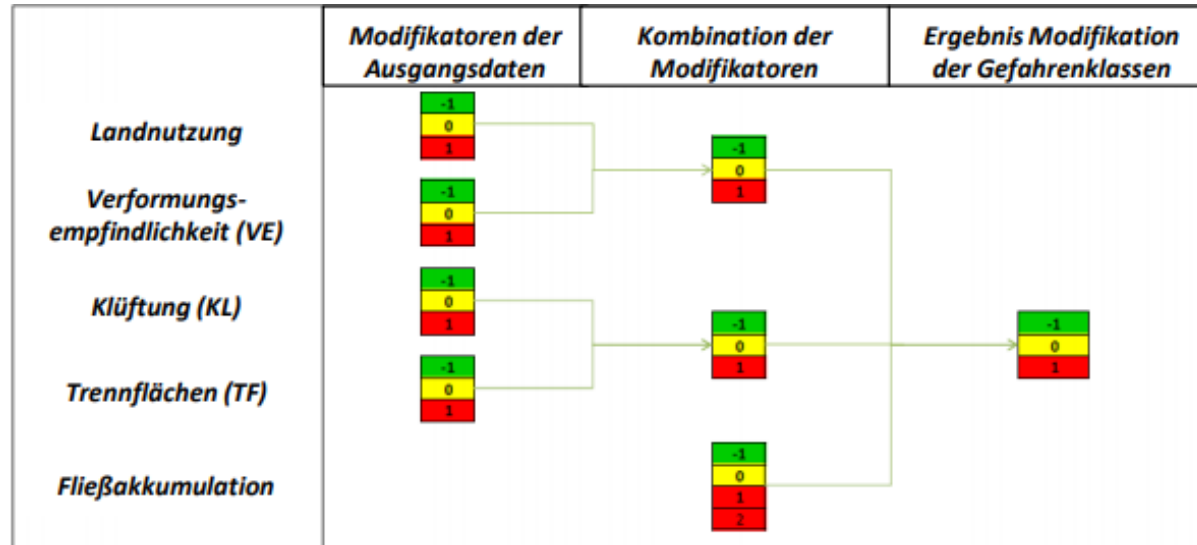 Modifikatoren der
Ausgangsdaten
Kombination der
Modifikatoren
Ergebnis Modifikation
der Gefahrenklassen
Landnutzung
-1
0
1
Verformungs-
empfindlichkeit (VE)
-1
0
1
-1
0
1
Klüftung (KL)
-1
0
1
Trennflächen (TF)
-1
0
1
-1
0
1
-1
0
1
Fließakkumulation
-1
0
1
2